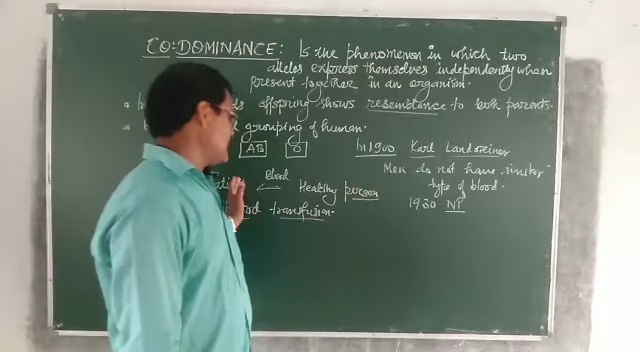 CO-DOMINANCE: Is the phenomenon in which two
alleles express themselves independently when
present together in an organism.
offspring shows resemblance to both parents.
grouping of human.
AB O
In 1900 Karl Landsteiner
Men do not have similar
type of blood.
Blood
Healthy person
1930 NP
transfusion.